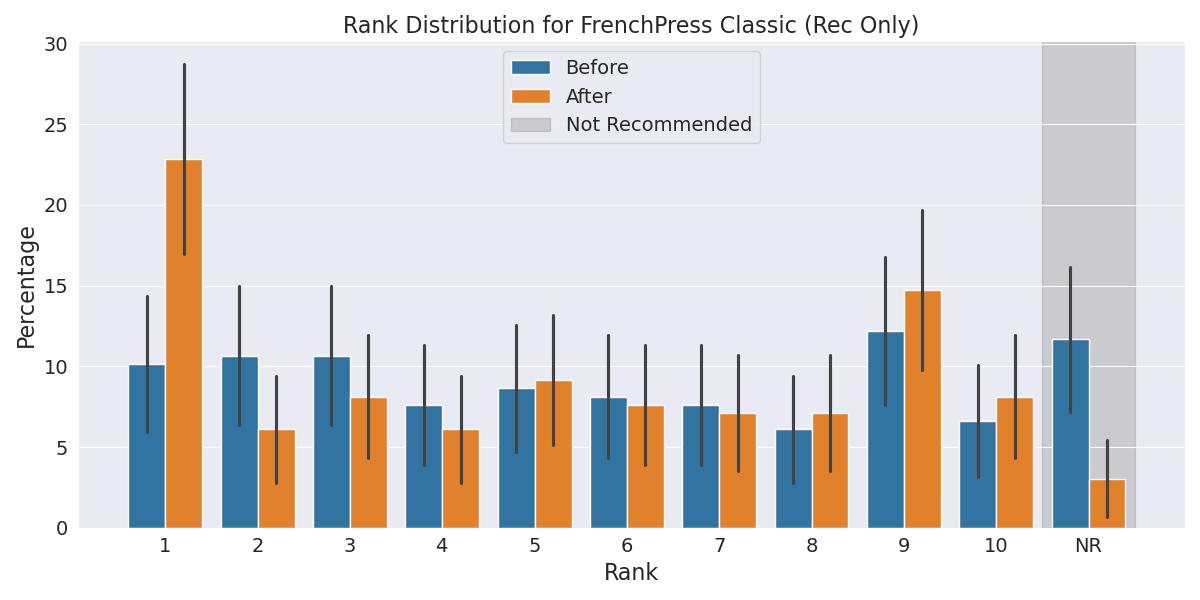 Rank Distribution for FrenchPress Classic (Rec Only)
Before
After
Not Recommended
Percentage
30
25
20
15
10
5
0
1 2 3 4 5 6 7 8 9 10 NR
Rank